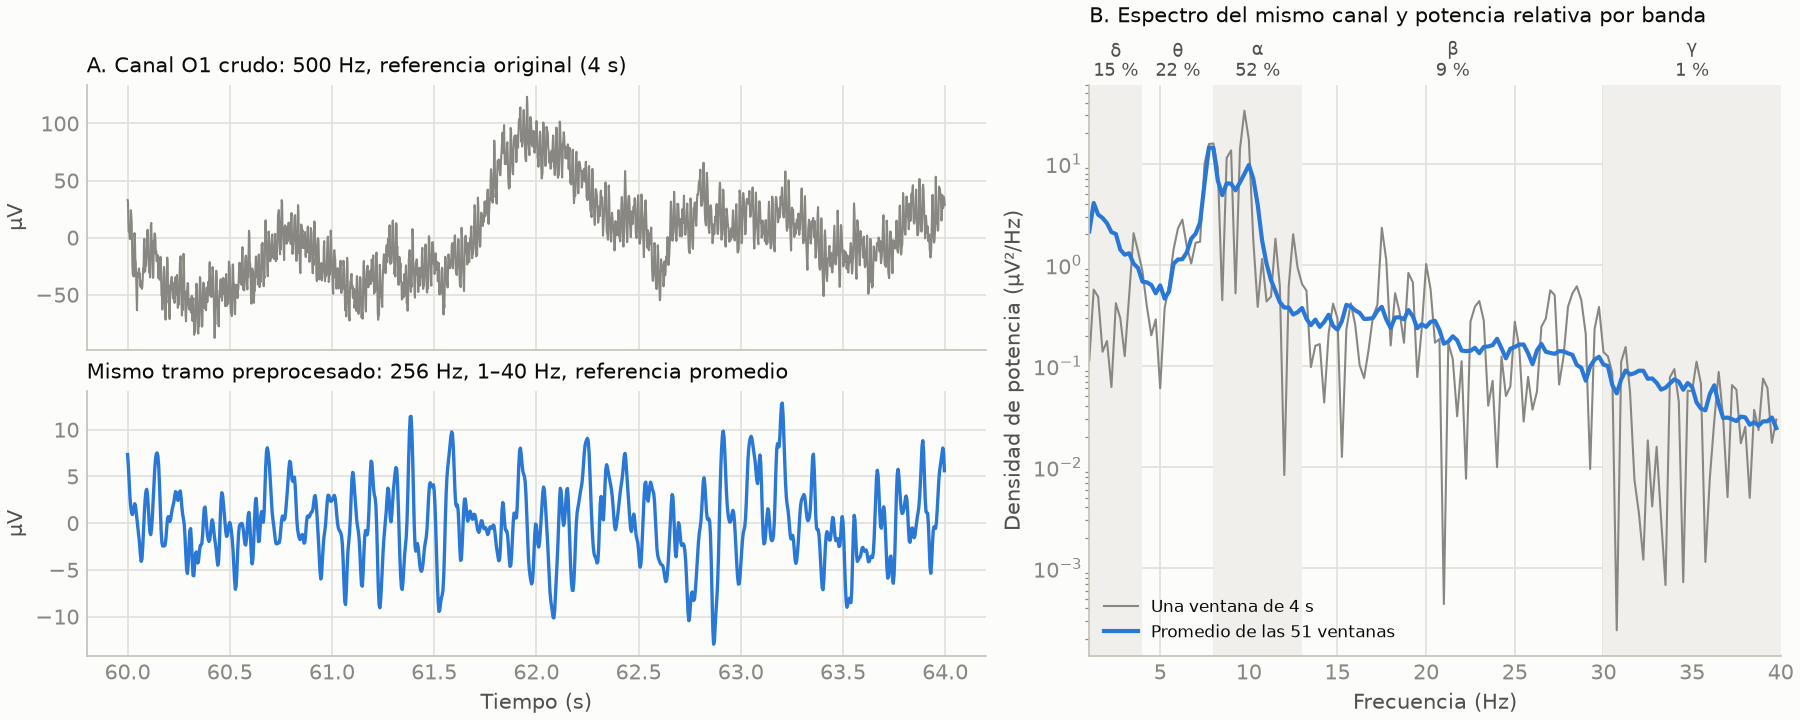 A. Canal O1 crudo: 500 Hz, referencia original (4 s)
µV
100
50
0
−50
Mismo tramo preprocesado: 256 Hz, 1–40 Hz, referencia promedio
µV
10
5
0
−5
−10
60.0 60.5 61.0 61.5 62.0 62.5 63.0 63.5 64.0
Tiempo (s)
B. Espectro del mismo canal y potencia relativa por banda
δ θ α β γ
15 % 22 % 52 % 9 % 1 %
Densidad de potencia (µV²/Hz)
10¹
10⁰
10⁻¹
10⁻²
10⁻³
Una ventana de 4 s
Promedio de las 51 ventanas
5 10 15 20 25 30 35 40
Frecuencia (Hz)